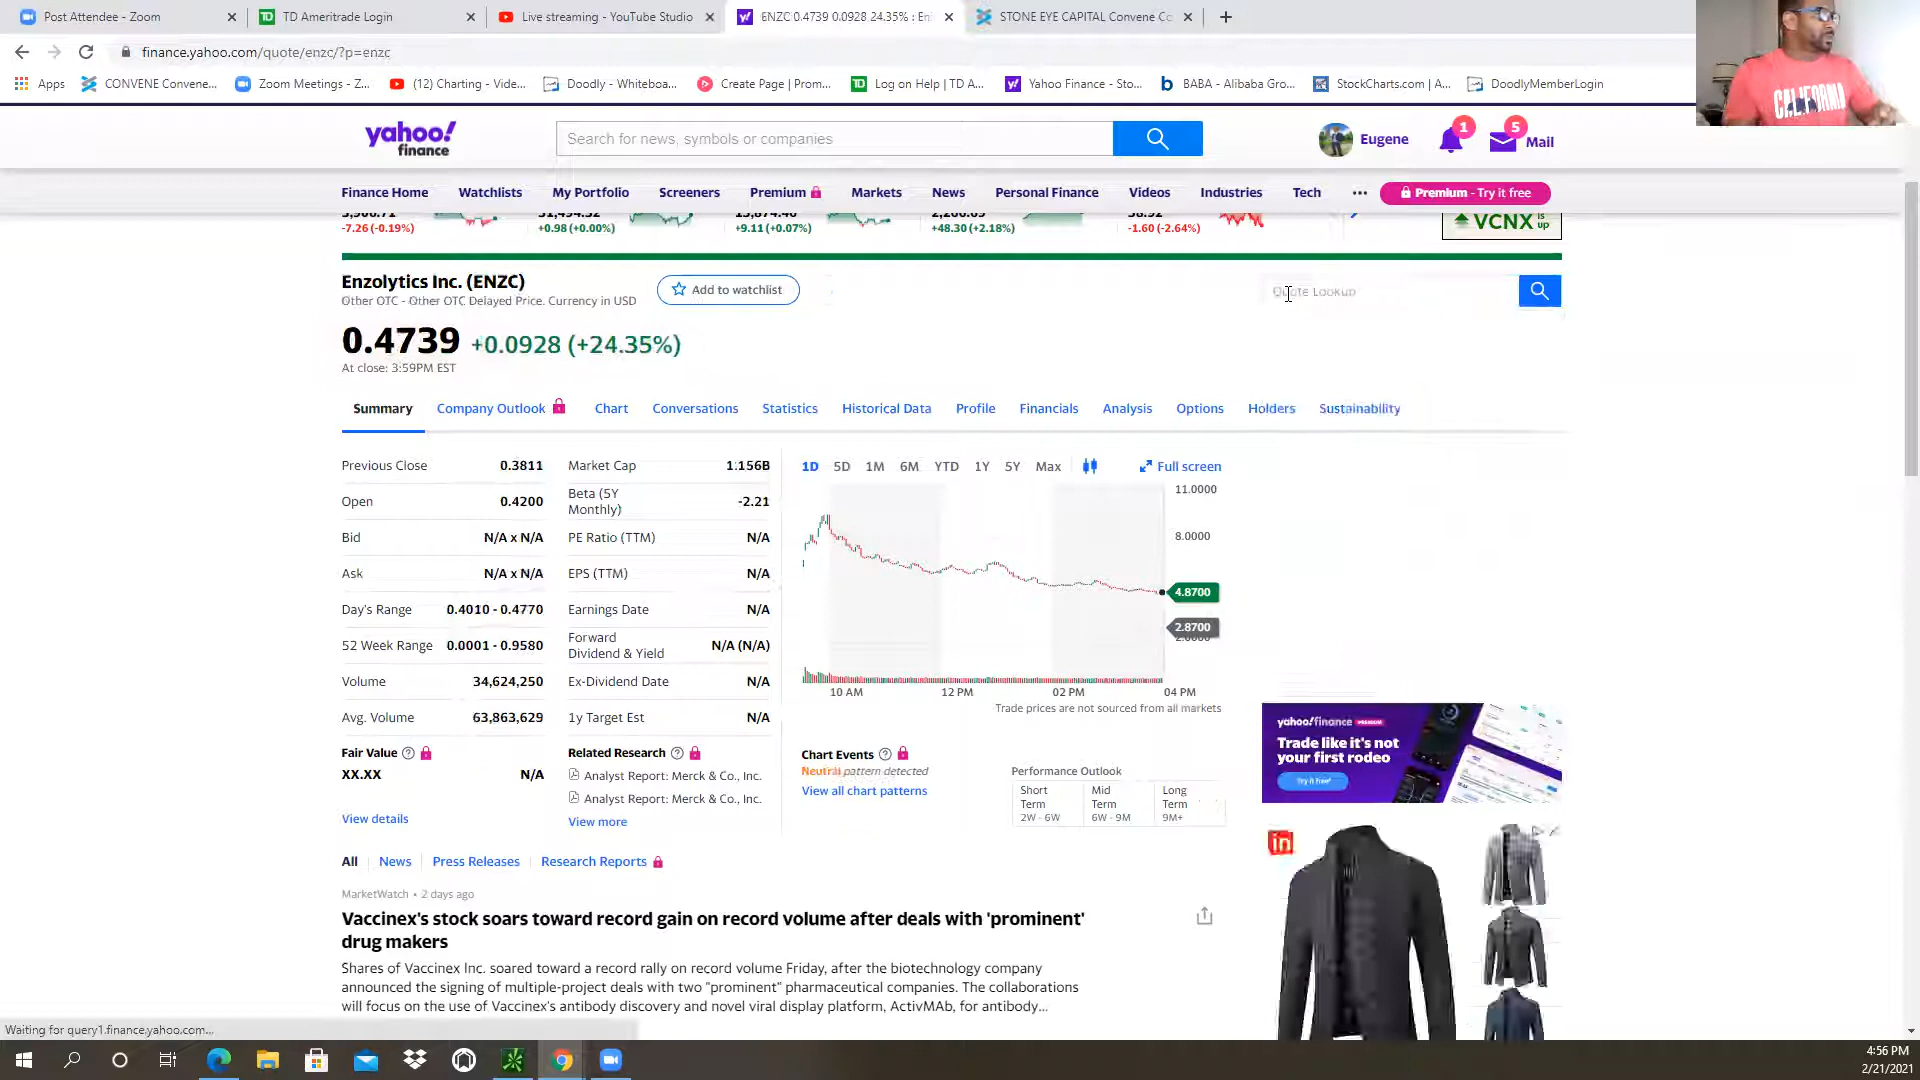 Post Attendee - Zoom
TD Ameritrade Login
Live streaming - YouTube Studio
ENZC 0.4739 0.0928 24.35% : En
STONE EYE CAPITAL Convene Co
finance.yahoo.com/quote/enzc/?p=enzc
Apps
CONVENE Convene...
Zoom Meetings - Z...
(12) Charting - Vide...
Doodly - Whiteboa...
Create Page | Prom...
Log on Help | TD A...
Yahoo Finance - Sto...
BABA - Alibaba Gro...
StockCharts.com | A...
DoodlyMemberLogin
CALIFORNIA
yahoo!
finance
Search for news, symbols or companies
Eugene
1
5
Mail
Finance Home
Watchlists
My Portfolio
Screeners
Premium
Markets
News
Personal Finance
Videos
Industries
Tech
Premium - Try it free
-7.26 (-0.19%)
+0.98 (+0.00%)
+9.11 (+0.07%)
+48.30 (+2.18%)
-1.60 (-2.64%)
VCNX is up
Enzolytics Inc. (ENZC)
Other OTC - Other OTC Delayed Price. Currency in USD
Add to watchlist
Quote Lookup
0.4739 +0.0928 (+24.35%)
At close: 3:59PM EST
Summary
Company Outlook
Chart
Conversations
Statistics
Historical Data
Profile
Financials
Analysis
Options
Holders
Sustainability
Previous Close 0.3811
Open 0.4200
Bid N/A x N/A
Ask N/A x N/A
Day's Range 0.4010 - 0.4770
52 Week Range 0.0001 - 0.9580
Volume 34,624,250
Avg. Volume 63,863,629
Market Cap 1.156B
Beta (5Y Monthly) -2.21
PE Ratio (TTM) N/A
EPS (TTM) N/A
Earnings Date N/A
Forward Dividend & Yield N/A (N/A)
Ex-Dividend Date N/A
1y Target Est N/A
1D 5D 1M 6M YTD 1Y 5Y Max
Full screen
11.0000
8.0000
4.8700
2.8700
10 AM 12 PM 02 PM 04 PM
Trade prices are not sourced from all markets
Fair Value
XX.XX N/A
View details
Related Research
Analyst Report: Merck & Co., Inc.
Analyst Report: Merck & Co., Inc.
View more
Chart Events
Neutral pattern detected
View all chart patterns
Performance Outlook
Short Term 2W - 6W
Mid Term 6W - 9M
Long Term 9M+
yahoo!finance PREMIUM
Trade like it's not
your first rodeo
Try it free!
All
News
Press Releases
Research Reports
MarketWatch • 2 days ago
Vaccinex's stock soars toward record gain on record volume after deals with 'prominent'
drug makers
Shares of Vaccinex Inc. soared toward a record rally on record volume Friday, after the biotechnology company
announced the signing of multiple-project deals with two "prominent" pharmaceutical companies. The collaborations
will focus on the use of Vaccinex's antibody discovery and novel viral display platform, ActivMAb, for antibody...
in
Waiting for query1.finance.yahoo.com...
4:56 PM
2/21/2021